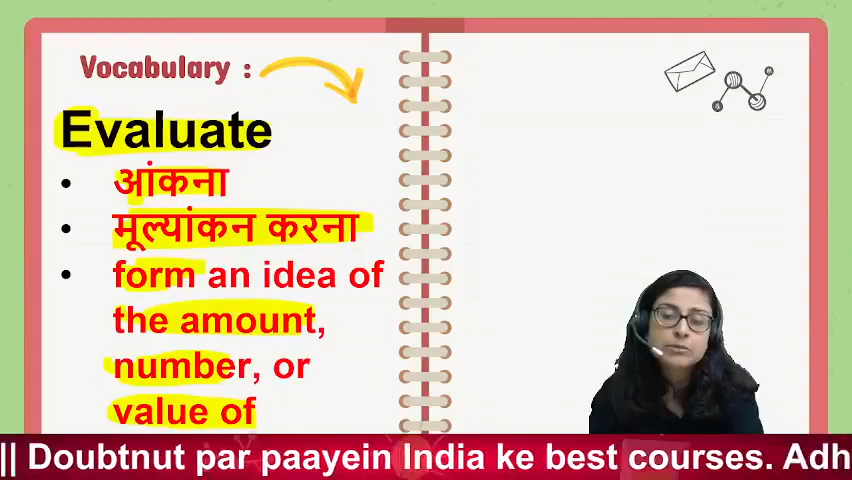 Vocabulary :
Evaluate
• आंकना
• मूल्यांकन करना
• form an idea of
the amount,
number, or
value of
|| Doubtnut par paayein India ke best courses. Adh